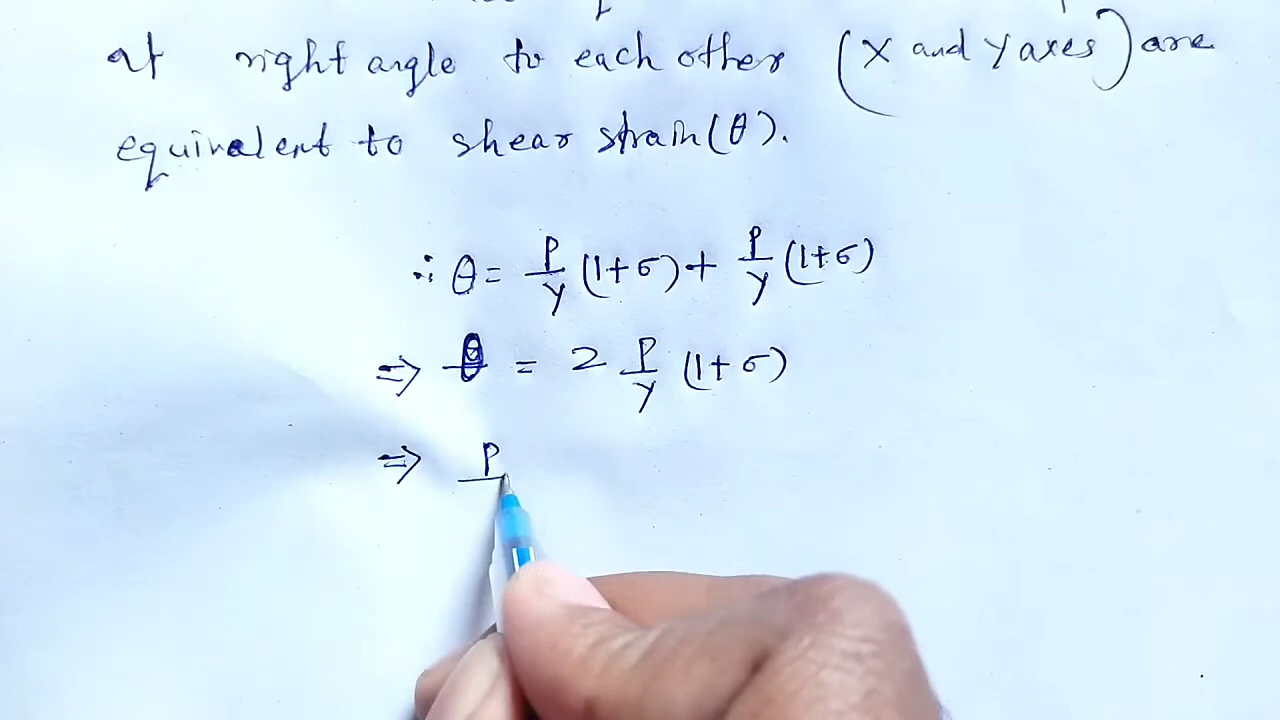 at right angle to each other (X and Y axes) are
equivalent to shear strain (θ).
∴ θ = P/Y (1+σ) + P/Y (1+σ)
⇒ θ = 2 P/Y (1+σ)
⇒ P